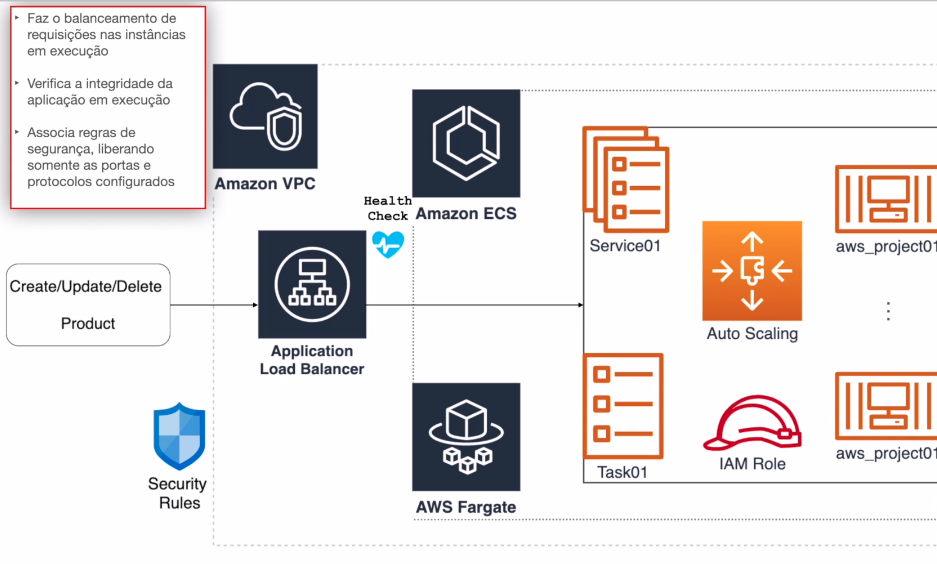 ‣ Faz o balanceamento de
requisições nas instâncias
em execução
‣ Verifica a integridade da
aplicação em execução
‣ Associa regras de
segurança, liberando
somente as portas e
protocolos configurados
Amazon VPC
Health
Check
Amazon ECS
Service01
aws_project01
Create/Update/Delete
Product
Application
Load Balancer
Auto Scaling
Security
Rules
AWS Fargate
Task01
IAM Role
aws_project01